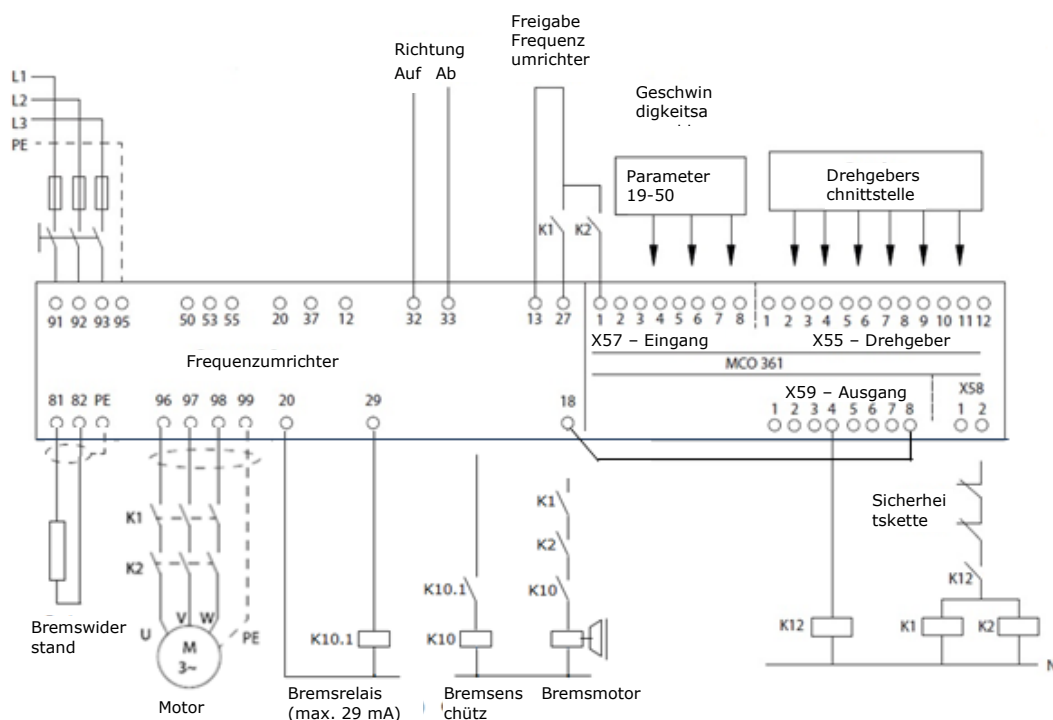 Freigabe
Frequenz
umrichter
Richtung
Auf Ab
Geschwin
digkeitsa
L1
L2
L3
PE
Parameter
19-50
Drehgebers
chnittstelle
K1
K2
91 92 93 95
50 53 55
20 37 12
32 33
13 27
1 2 3 4 5 6 7 8
1 2 3 4 5 6 7 8 9 10 11 12
X57 – Eingang
X55 – Drehgeber
Frequenzumrichter
MCO 361
X59 – Ausgang
X58
81 82 PE
96 97 98 99
20
29
18
1 2 3 4 5 6 7 8
1 2
K1
K2
U
V
W
PE
M
3~
Motor
Bremswider
stand
K10.1
Bremsrelais
(max. 29 mA)
K10.1
K10
Bremsens
chütz
K1
K2
K10
Bremsmotor
Sicherhei
tskette
K12
K12
K1
K2
N